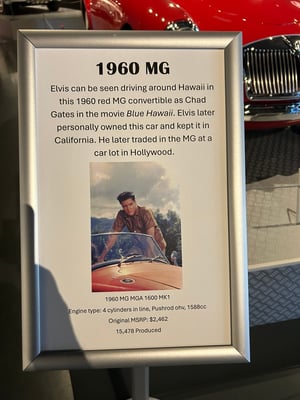 1960 MG
Elvis can be seen driving around Hawaii in
this 1960 red MG convertible as Chad
Gates in the movie Blue Hawaii. Elvis later
personally owned this car and kept it in
California. He later traded in the MG at a
car lot in Hollywood.
1960 MG MGA 1600 MK1
Engine type: 4 cylinders in line, Pushrod ohv, 1588cc
Original MSRP: $2,462
15,478 Produced